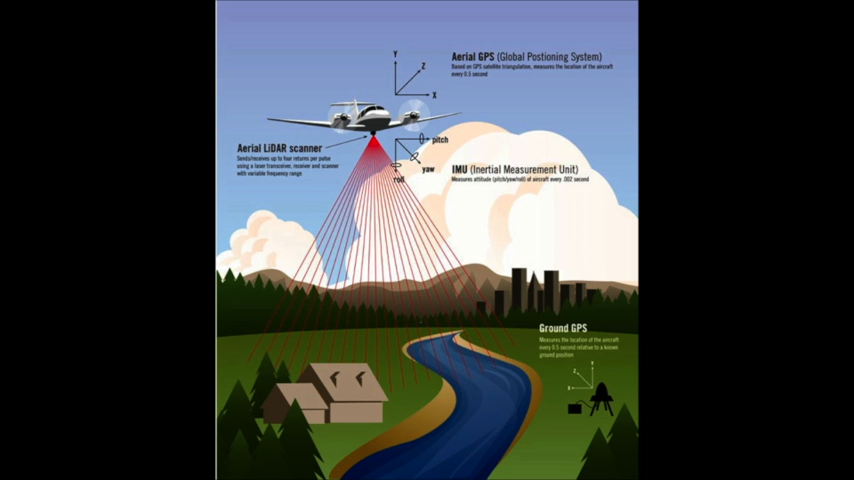 Aerial GPS (Global Postioning System)
Based on GPS satellite triangulation, measures the location of the aircraft
every 0.5 second
Y
Z
X
Aerial LiDAR scanner
Sends/receives up to four returns per pulse
using a laser transceiver, receiver and scanner
with variable frequency range
pitch
yaw
roll
IMU (Inertial Measurement Unit)
Measures attitude (pitch/yaw/roll) of aircraft every .002 second
Ground GPS
Measures the location of the aircraft
every 0.5 second relative to a known
ground position
Y
Z
X